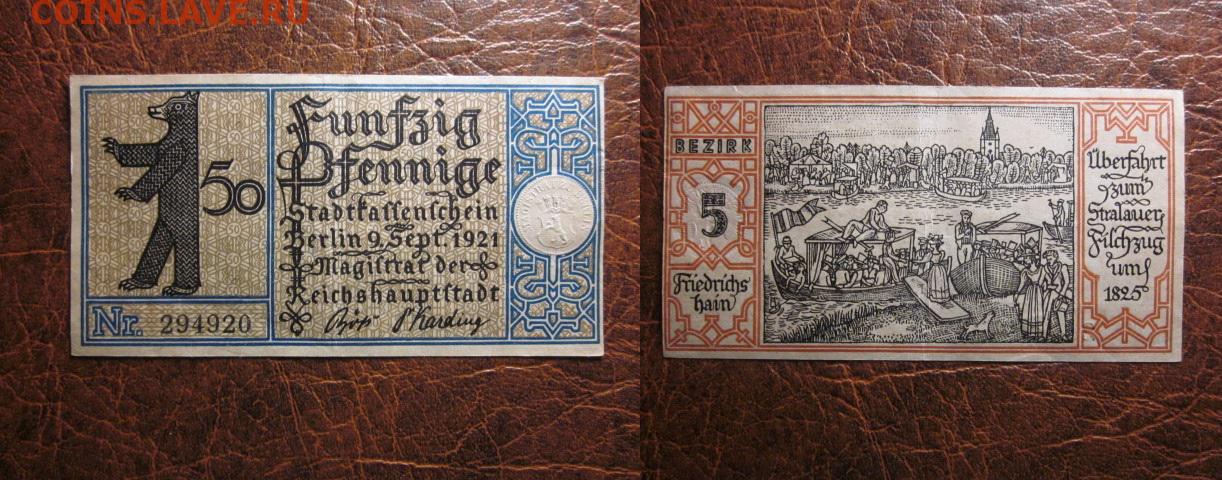 COINS.LAVE.RU
Funfzig
Pfennige
50
Stadtkassenschein
Berlin 9. Sept. 1921
Magistrat der
Reichshauptstadt
Nr. 294920
BEZIRK
5
Friedrichs
hain
Überfahrt
zum
Stralauer
Fischzug
um
1825